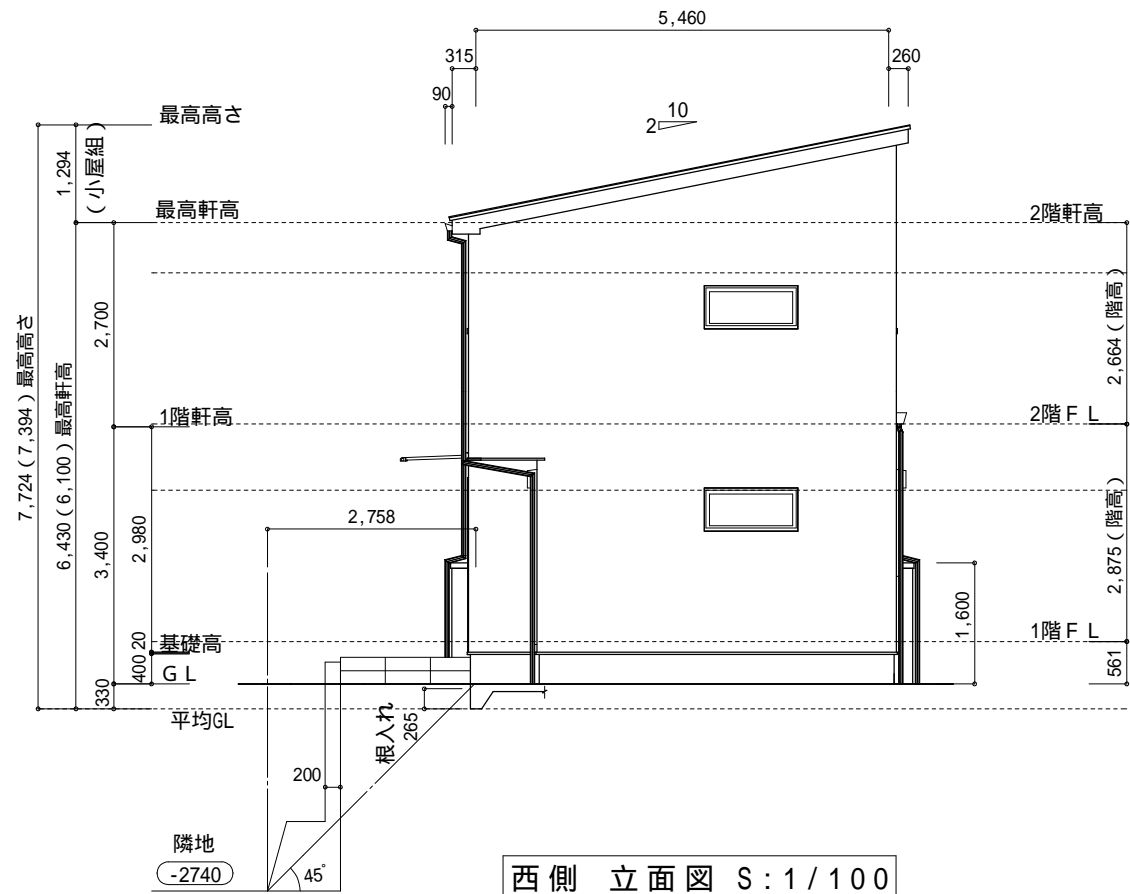 5,460
315
260
90
10
2
最高高さ
1,294
(小屋組)
最高軒高
2階軒高
2,700
2,664(階高)
7,724(7,394)最高高さ
6,430(6,100)最高軒高
1階軒高
2階FL
2,758
2,980
3,400
2,875(階高)
1,600
20
基礎高
1階FL
400
GL
561
330
平均GL
根入れ
265
200
隣地
-2740
45°
西側 立面図 S:1/100